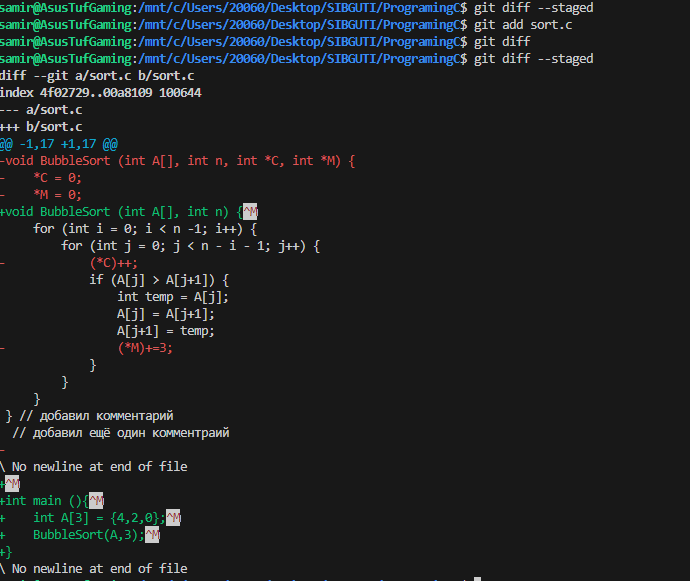 samir@AsusTufGaming:/mnt/c/Users/20060/Desktop/SIBGUTI/ProgramingC$ git diff --staged
samir@AsusTufGaming:/mnt/c/Users/20060/Desktop/SIBGUTI/ProgramingC$ git add sort.c
samir@AsusTufGaming:/mnt/c/Users/20060/Desktop/SIBGUTI/ProgramingC$ git diff
samir@AsusTufGaming:/mnt/c/Users/20060/Desktop/SIBGUTI/ProgramingC$ git diff --staged
diff --git a/sort.c b/sort.c
index 4f02729..00a8109 100644
--- a/sort.c
+++ b/sort.c
@@ -1,17 +1,17 @@
-void BubbleSort (int A[], int n, int *C, int *M) {
-    *C = 0;
-    *M = 0;
+void BubbleSort (int A[], int n) {^M
     for (int i = 0; i < n -1; i++) {
         for (int j = 0; j < n - i - 1; j++) {
-            (*C)++;
             if (A[j] > A[j+1]) {
                 int temp = A[j];
                 A[j] = A[j+1];
                 A[j+1] = temp;
-                (*M)+=3;
             }
         }
     }
 } // добавил комментарий
  // добавил ещё один комментраий
-
\ No newline at end of file
+^M
+int main (){^M
+    int A[3] = {4,2,0};^M
+    BubbleSort(A,3);^M
+}
\ No newline at end of file